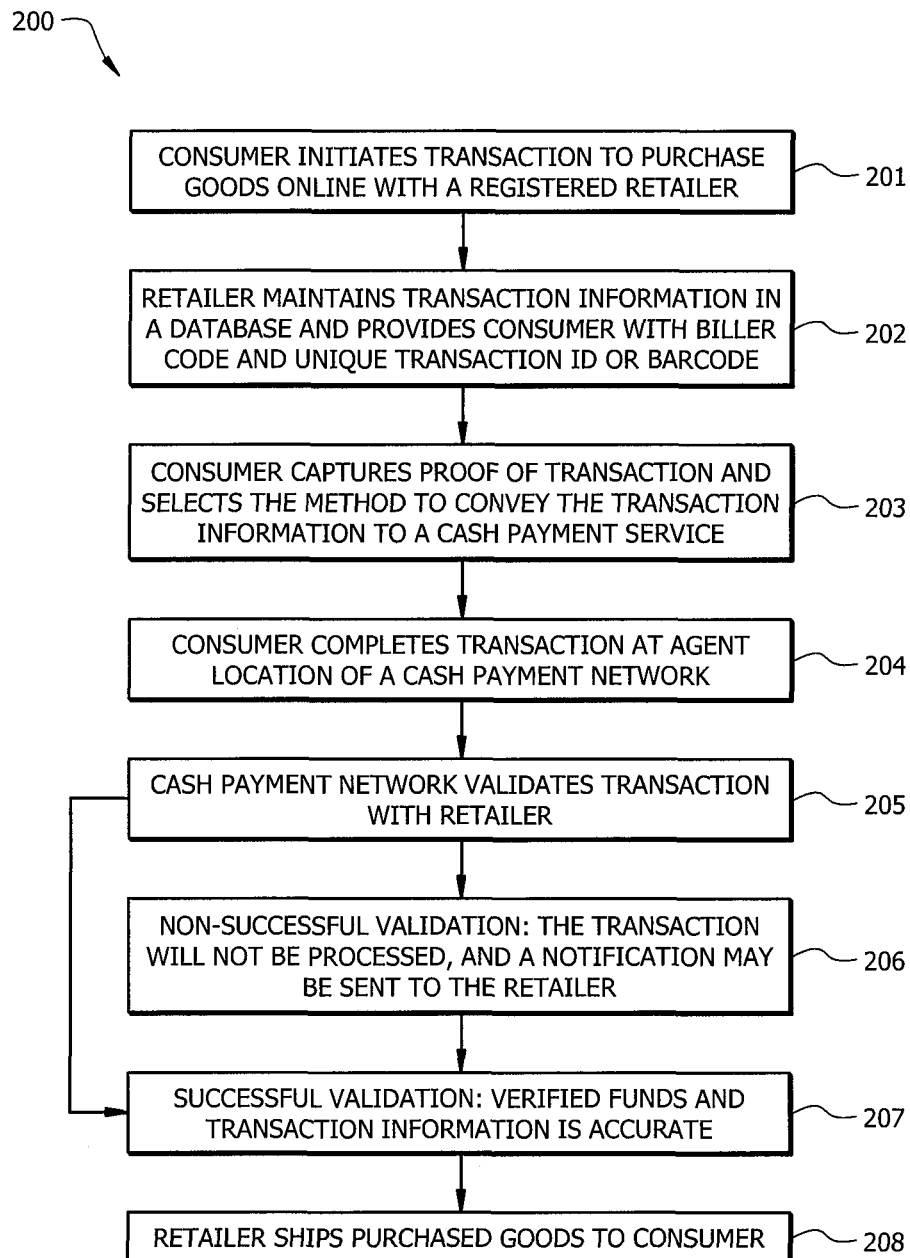 200
CONSUMER INITIATES TRANSACTION TO PURCHASE
GOODS ONLINE WITH A REGISTERED RETAILER
201
RETAILER MAINTAINS TRANSACTION INFORMATION IN
A DATABASE AND PROVIDES CONSUMER WITH BILLER
CODE AND UNIQUE TRANSACTION ID OR BARCODE
202
CONSUMER CAPTURES PROOF OF TRANSACTION AND
SELECTS THE METHOD TO CONVEY THE TRANSACTION
INFORMATION TO A CASH PAYMENT SERVICE
203
CONSUMER COMPLETES TRANSACTION AT AGENT
LOCATION OF A CASH PAYMENT NETWORK
204
CASH PAYMENT NETWORK VALIDATES TRANSACTION
WITH RETAILER
205
NON-SUCCESSFUL VALIDATION: THE TRANSACTION
WILL NOT BE PROCESSED, AND A NOTIFICATION MAY
BE SENT TO THE RETAILER
206
SUCCESSFUL VALIDATION: VERIFIED FUNDS AND
TRANSACTION INFORMATION IS ACCURATE
207
RETAILER SHIPS PURCHASED GOODS TO CONSUMER
208